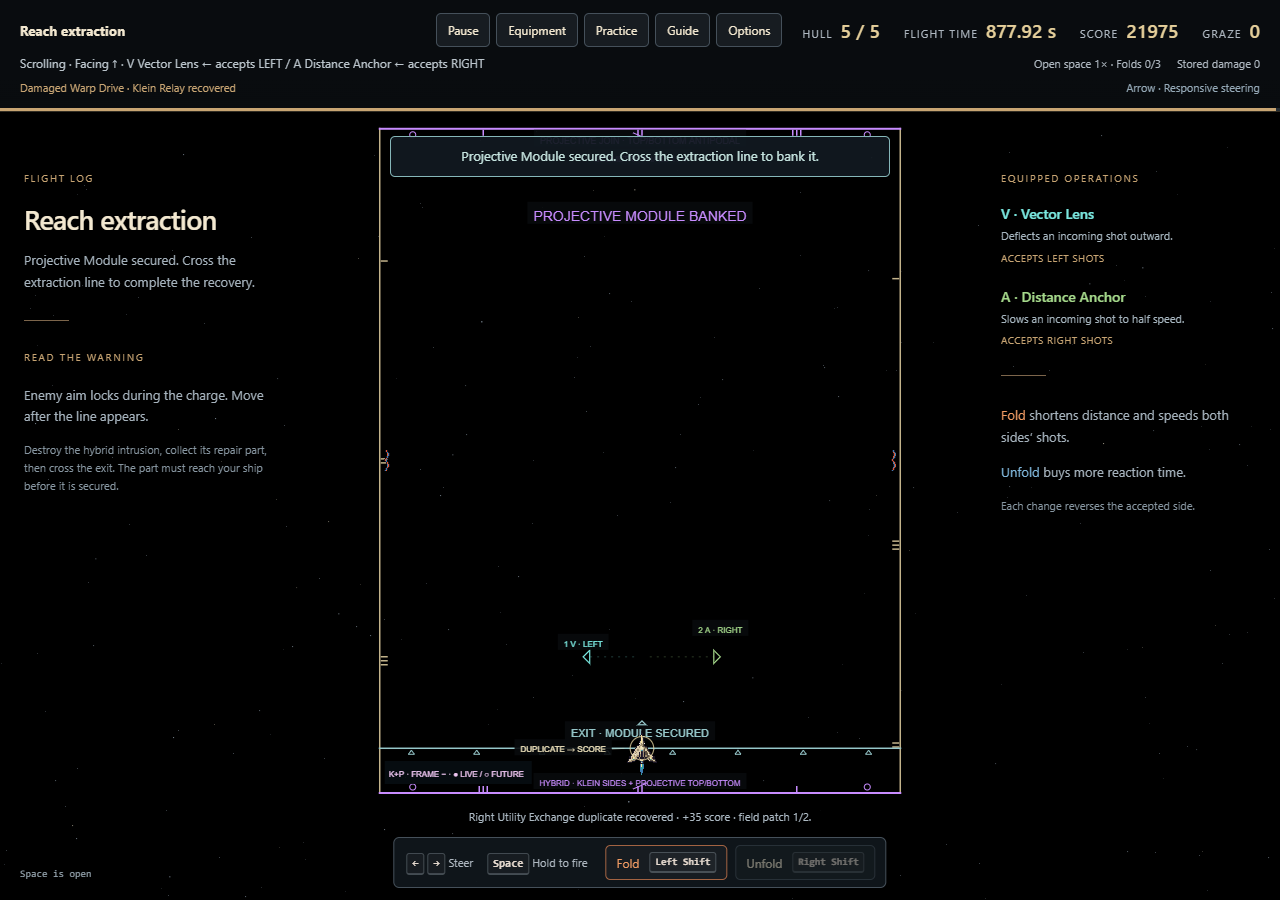 Reach extraction
Pause
Equipment
Practice
Guide
Options
HULL 5 / 5
FLIGHT TIME 877.92 s
SCORE 21975
GRAZE 0
Scrolling · Facing ↑ · V Vector Lens ← accepts LEFT / A Distance Anchor ← accepts RIGHT
Open space 1× · Folds 0/3
Stored damage 0
Damaged Warp Drive · Klein Relay recovered
Arrow · Responsive steering
Projective Module secured. Cross the extraction line to bank it.
PROJECTIVE MODULE BANKED
FLIGHT LOG
Reach extraction
Projective Module secured. Cross the
extraction line to complete the recovery.
READ THE WARNING
Enemy aim locks during the charge. Move
after the line appears.
Destroy the hybrid intrusion, collect its repair part,
then cross the exit. The part must reach your ship
before it is secured.
EQUIPPED OPERATIONS
V · Vector Lens
Deflects an incoming shot outward.
ACCEPTS LEFT SHOTS
A · Distance Anchor
Slows an incoming shot to half speed.
ACCEPTS RIGHT SHOTS
Fold shortens distance and speeds both
sides' shots.
Unfold buys more reaction time.
Each change reverses the accepted side.
2 A · RIGHT
1 V · LEFT
EXIT · MODULE SECURED
DUPLICATE → SCORE
K+P · FRAME − · ● LIVE / ○ FUTURE
HYBRID · KLEIN SIDES + PROJECTIVE TOP/BOTTOM
Right Utility Exchange duplicate recovered · +35 score · field patch 1/2.
← → Steer
Space Hold to fire
Fold Left Shift
Unfold Right Shift
Space is open